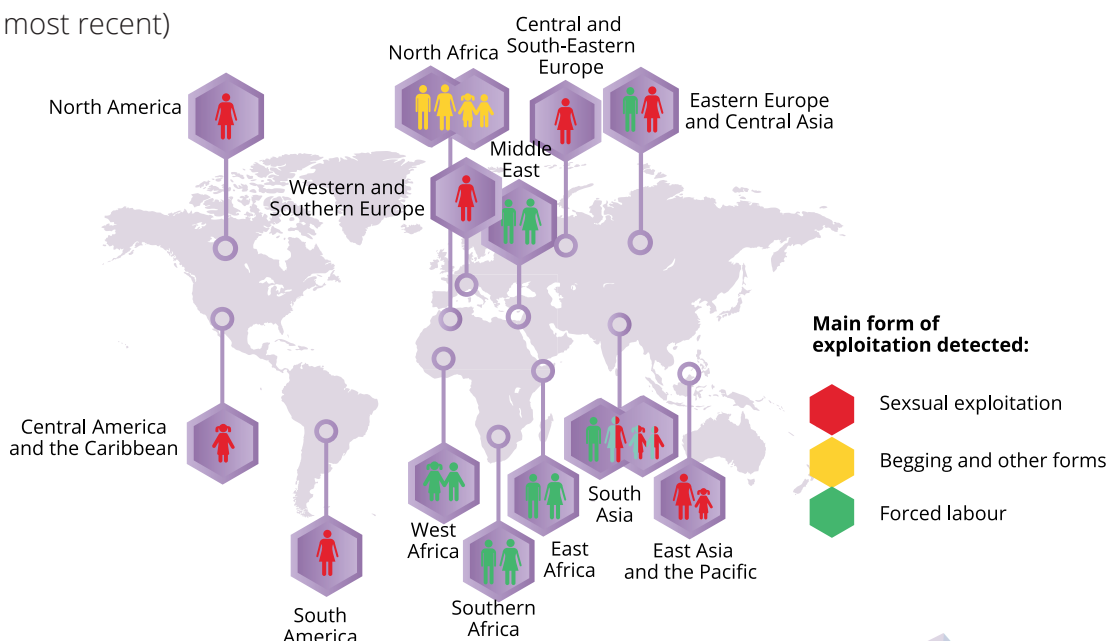 most recent)
North America
North Africa
Central and
South-Eastern
Europe
Eastern Europe
and Central Asia
Middle
East
Western and
Southern Europe
Main form of
exploitation detected:
Sexsual exploitation
Begging and other forms
Forced labour
Central America
and the Caribbean
South
America
West
Africa
Southern
Africa
East
Africa
South
Asia
East Asia
and the Pacific